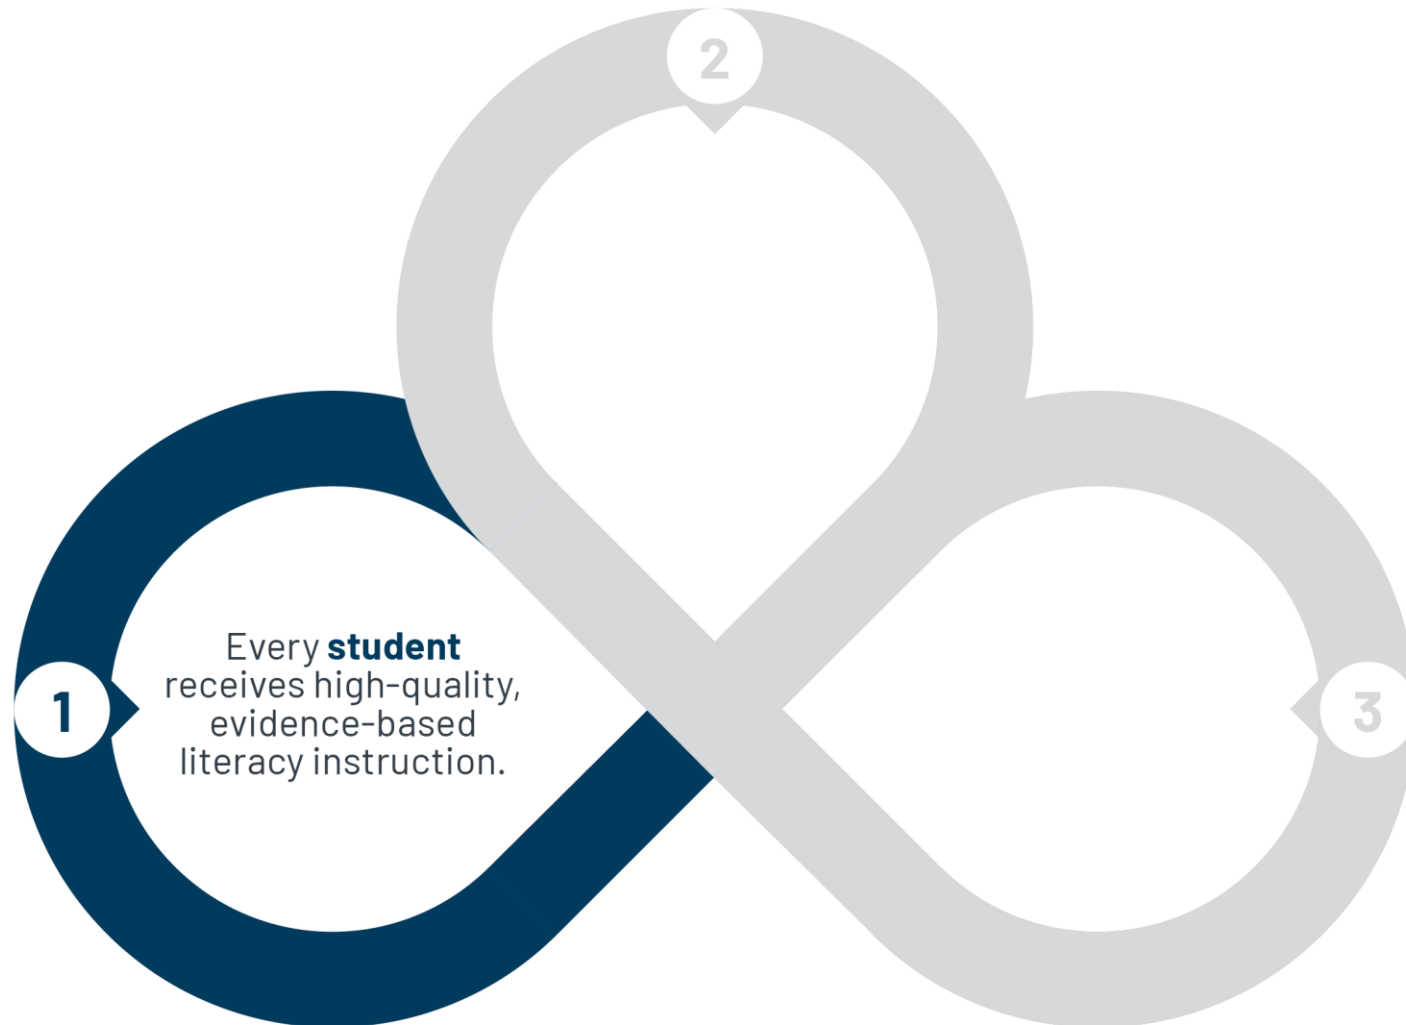 2
Every student
receives high-quality,
evidence-based
literacy instruction.
1
3